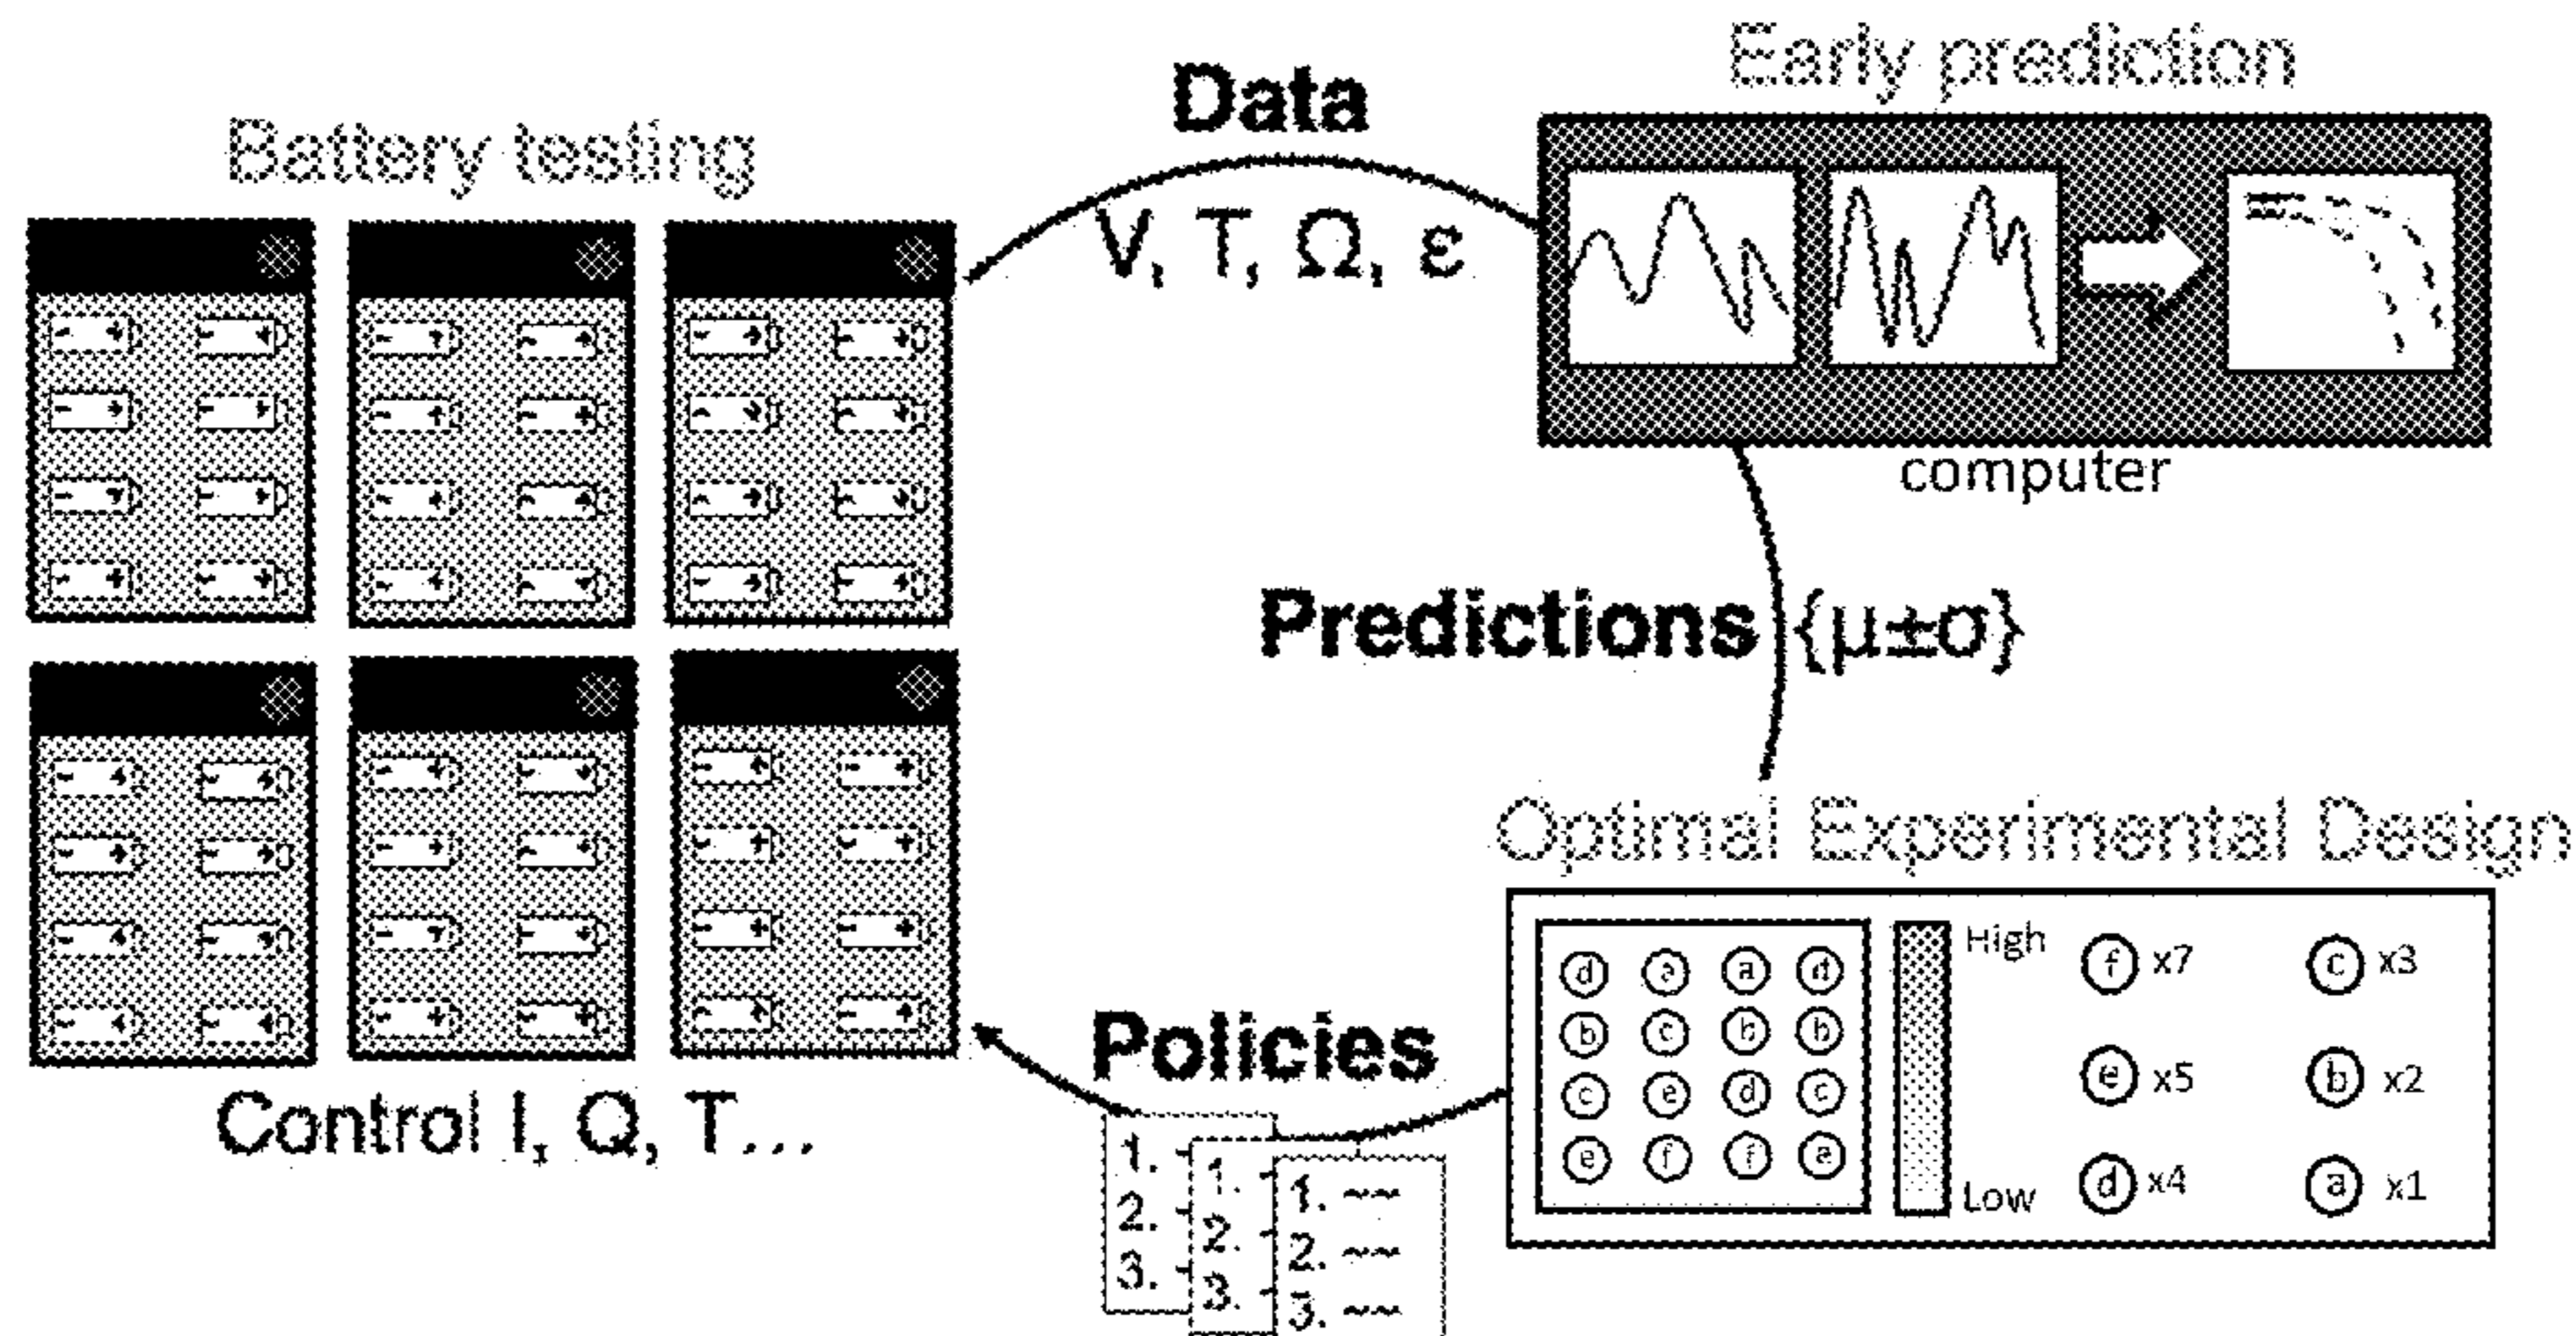 Battery testing
Data
V, T, Ω, ε
Early prediction
computer
Predictions {μ±σ}
Optimal Experimental Design
d a a d
b c b b
c e d c
e f f a
High
Low
f x7 c x3
e x5 b x2
d x4 a x1
Policies
1.
2.
3.
1.
2.
3.
1.
2.
3.
Control I, Q, T...